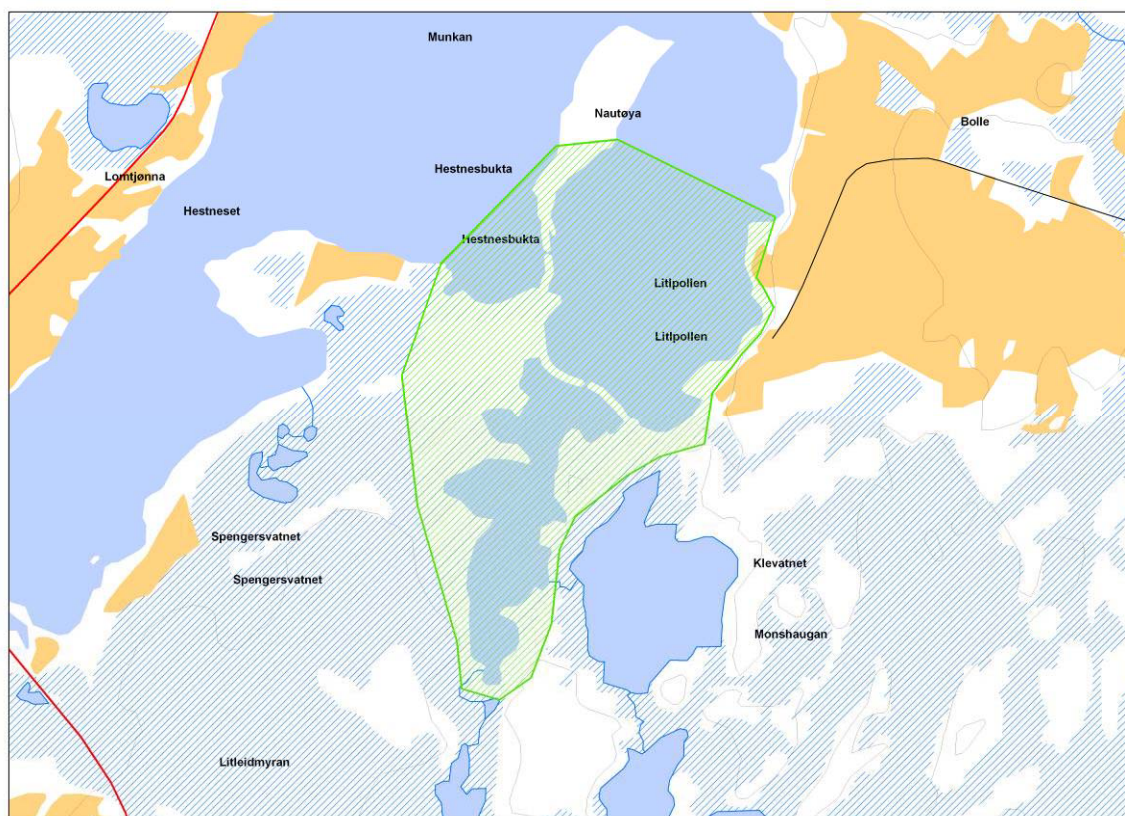 Munkan
Nautøya
Bolle
Hestnesbukta
Lomtjønna
Hestneset
Hestnesbukta
Litlpollen
Litlpollen
Spengersvatnet
Klevatnet
Spengersvatnet
Monshaugan
Litleidmyran